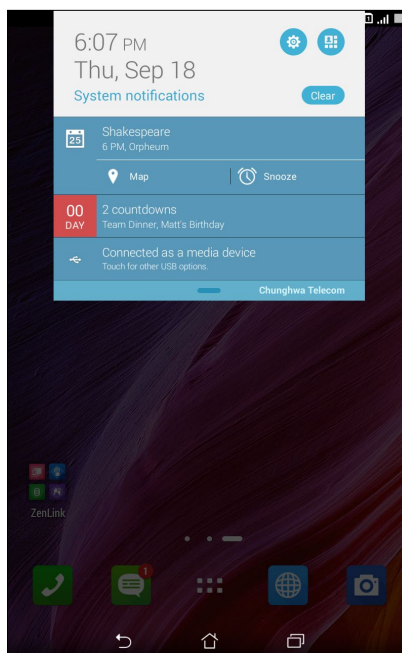 6:07 PM
Thu, Sep 18
System notifications
Clear
25
Shakespeare
6 PM, Orpheum
Map
Snooze
00
DAY
2 countdowns
Team Dinner, Matt's Birthday
Connected as a media device
Touch for other USB options.
Chunghwa Telecom
ZenLink
1